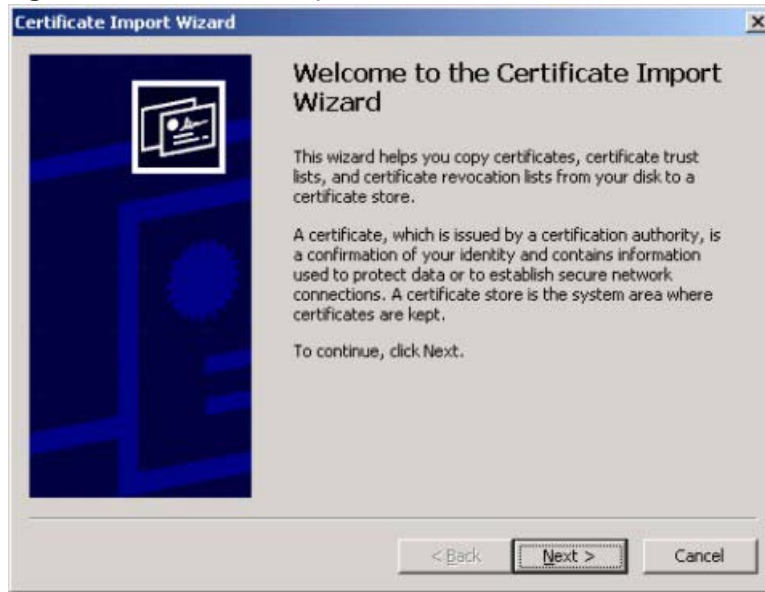 Certificate Import Wizard
Welcome to the Certificate Import
Wizard
This wizard helps you copy certificates, certificate trust
lists, and certificate revocation lists from your disk to a
certificate store.
A certificate, which is issued by a certification authority, is
a confirmation of your identity and contains information
used to protect data or to establish secure network
connections. A certificate store is the system area where
certificates are kept.
To continue, click Next.
< Back Next > Cancel